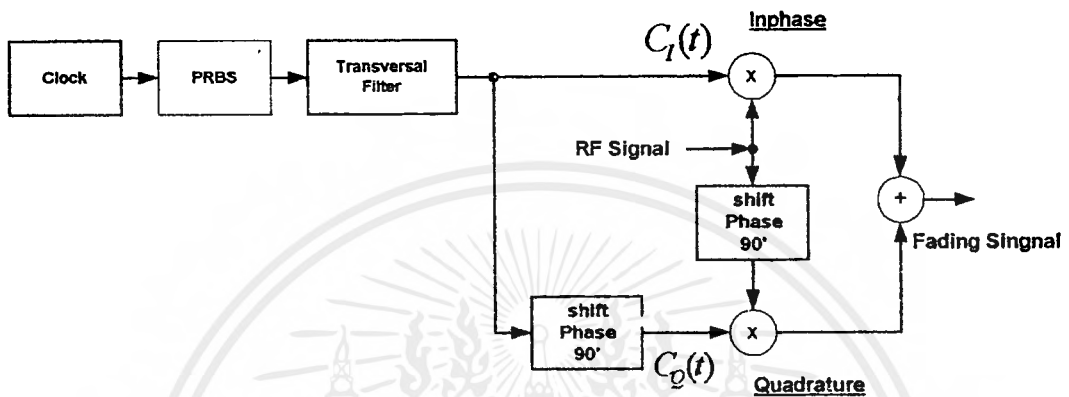 Inphase
C_I(t)
Clock
PRBS
Transversal
Filter
x
RF Signal
shift
Phase
90'
+
Fading Singnal
shift
Phase
90'
C_Q(t)
x
Quadrature